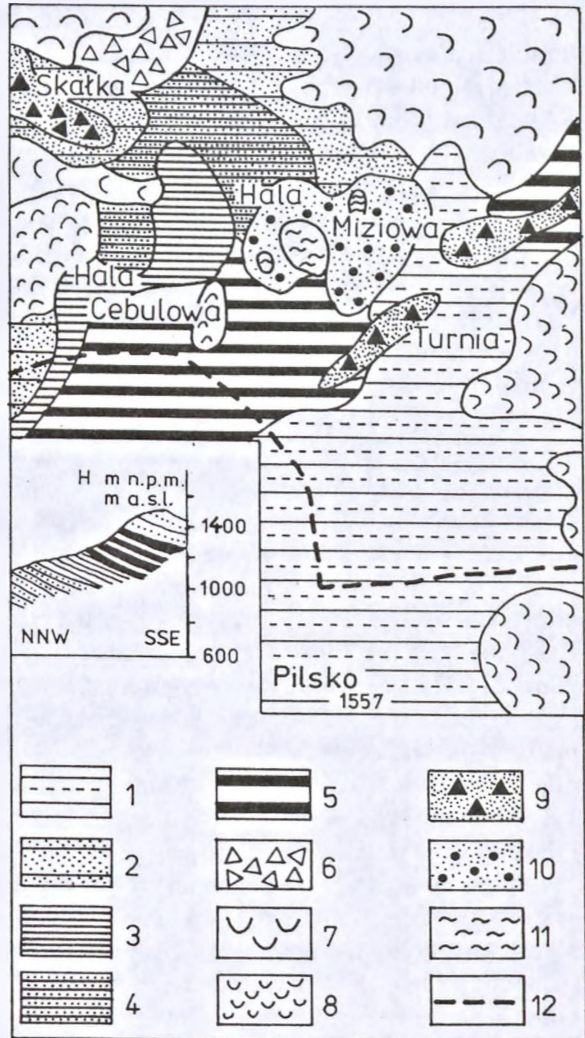 Skałka
Hala
Miziowa
Hala
Cebulowa
Turnia
H m n.p.m.
m a.s.l.
1400
1000
NNW SSE
600
Pilsko
1557
1 5 9
2 6 10
3 7 11
4 8 12